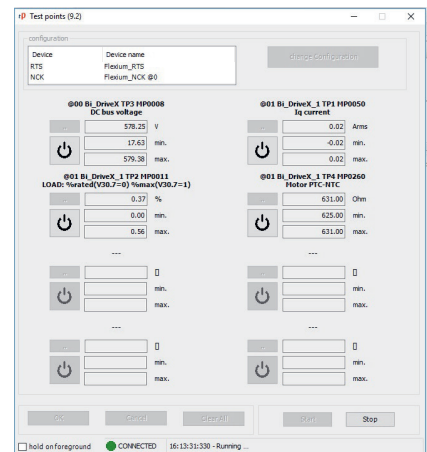 Test points (9.2)
configuration
Device Device name
RTS Flexium_RTS
NCK Flexium_NCK @0
change Configuration
@00 Bi_DriveX TP3 MP0008
DC bus voltage
... 578.25 V
17.63 min.
579.38 max.
@01 Bi_DriveX_1 TP1 MP0050
Iq current
... 0.02 Arms
-0.02 min.
0.02 max.
@01 Bi_DriveX_1 TP2 MP0011
LOAD: %rated(V30.7=0) %max(V30.7=1)
... 0.37 %
0.00 min.
0.56 max.
@01 Bi_DriveX_1 TP4 MP0260
Motor PTC-NTC
... 631.00 Ohm
625.00 min.
631.00 max.
---
... []
min.
max.
---
... []
min.
max.
---
... []
min.
max.
---
... []
min.
max.
OK Cancel Clear All Start Stop
hold on foreground CONNECTED 16:13:31:330 - Running ...